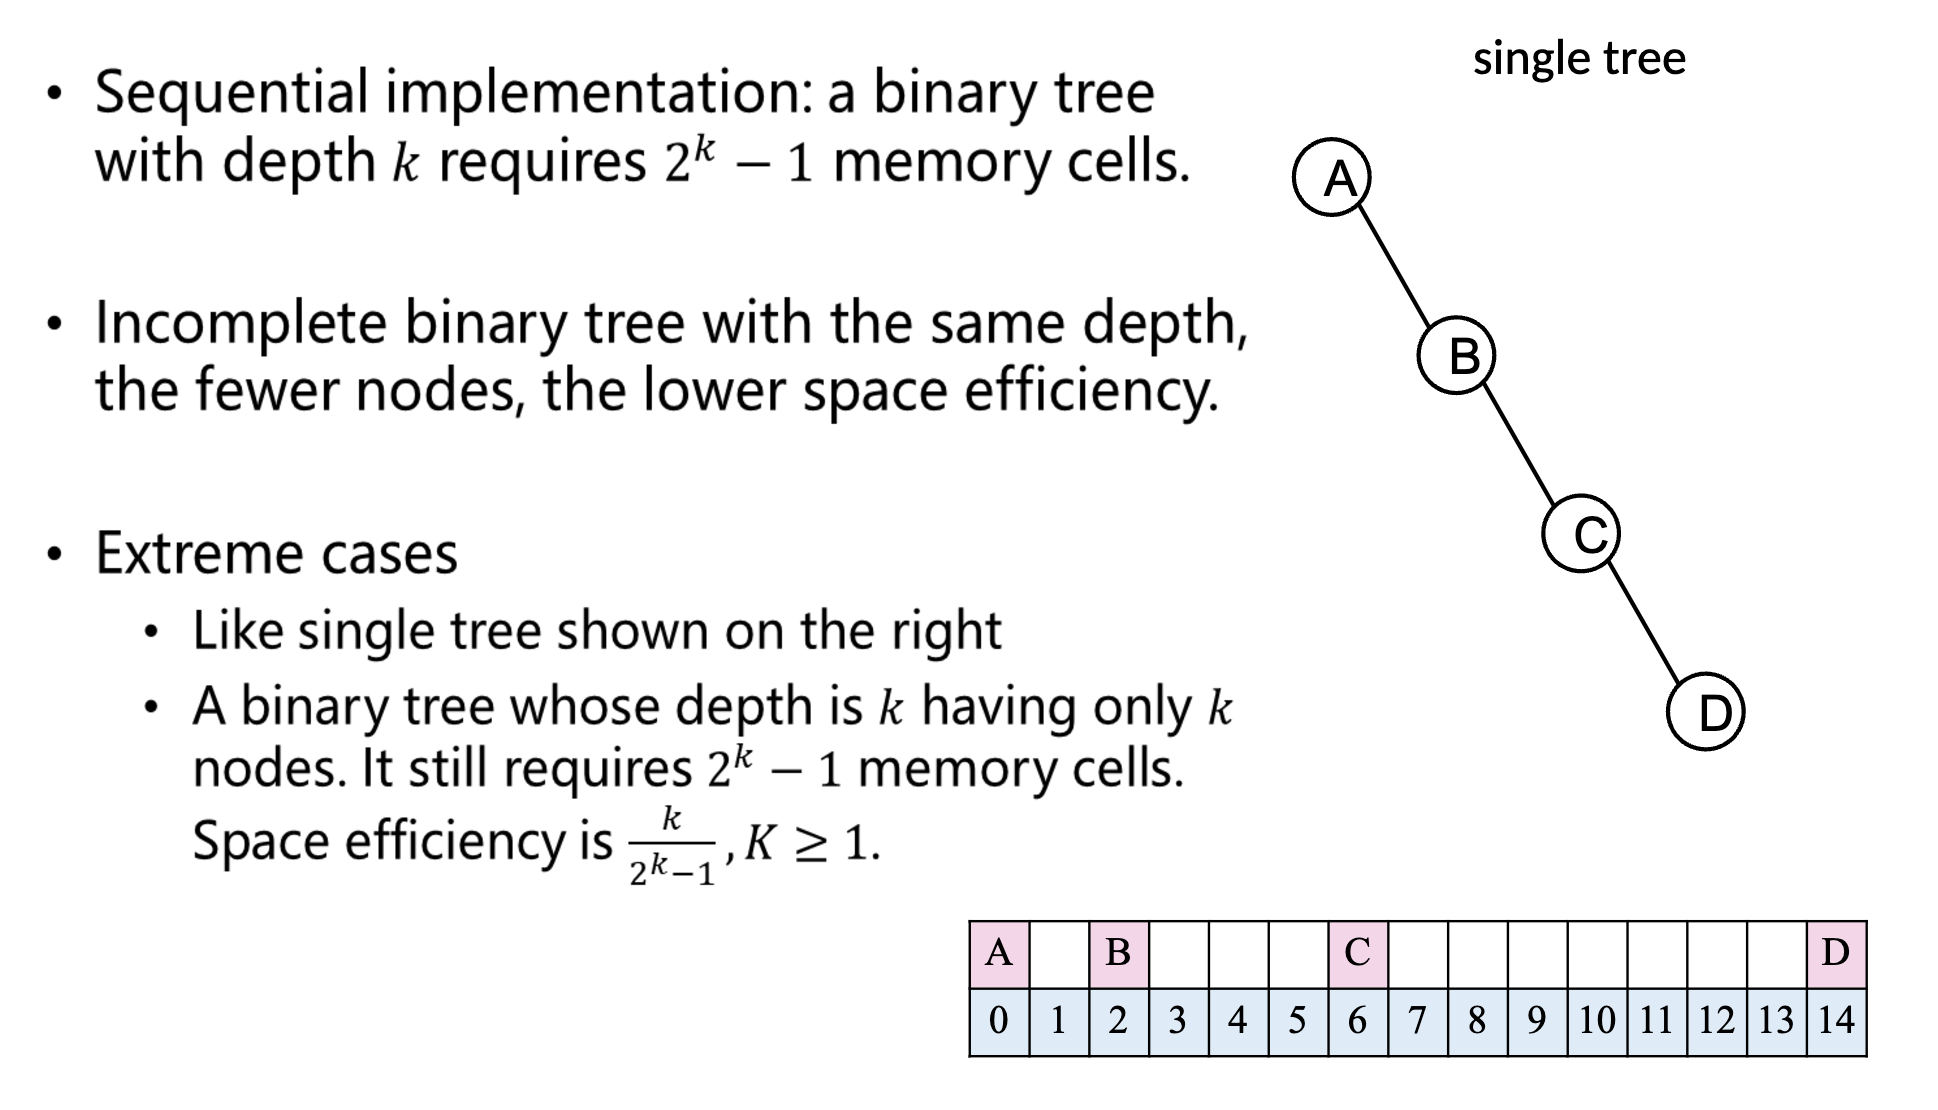 single tree
• Sequential implementation: a binary tree
with depth k requires 2^k − 1 memory cells.
• Incomplete binary tree with the same depth,
the fewer nodes, the lower space efficiency.
• Extreme cases
• Like single tree shown on the right
• A binary tree whose depth is k having only k
nodes. It still requires 2^k − 1 memory cells.
Space efficiency is k/(2^k−1), K ≥ 1.
A
B
C
D
A B C D
0 1 2 3 4 5 6 7 8 9 10 11 12 13 14